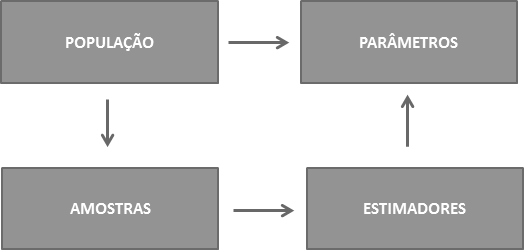 POPULAÇÃO
PARÂMETROS
AMOSTRAS
ESTIMADORES